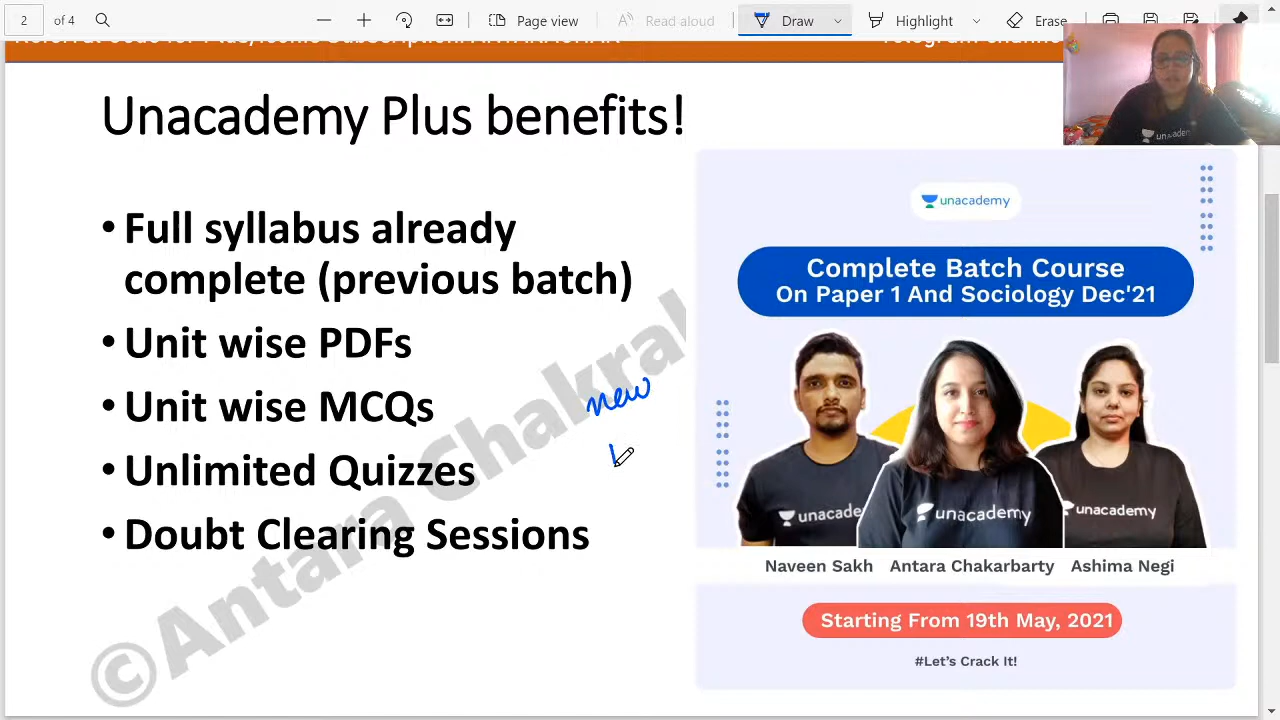 2 of 4 Page view Read aloud Draw Highlight Erase
Unacademy Plus benefits!
• Full syllabus already
complete (previous batch)
• Unit wise PDFs
• Unit wise MCQs
new
• Unlimited Quizzes
• Doubt Clearing Sessions
©Antara Chakrab
unacademy
Complete Batch Course
On Paper 1 And Sociology Dec'21
unacademy
unacademy
unacademy
Naveen Sakh Antara Chakarbarty Ashima Negi
Starting From 19th May, 2021
#Let's Crack It!